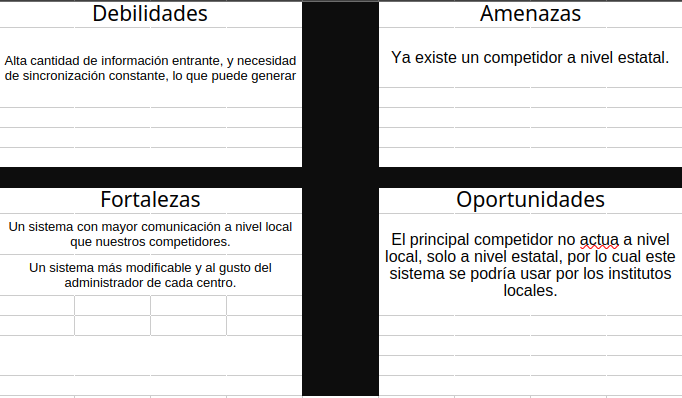 Debilidades
Alta cantidad de información entrante, y necesidad
de sincronización constante, lo que puede generar
Amenazas
Ya existe un competidor a nivel estatal.
Fortalezas
Un sistema con mayor comunicación a nivel local
que nuestros competidores.
Un sistema más modificable y al gusto del
administrador de cada centro.
Oportunidades
El principal competidor no actua a nivel
local, solo a nivel estatal, por lo cual este
sistema se podría usar por los institutos
locales.